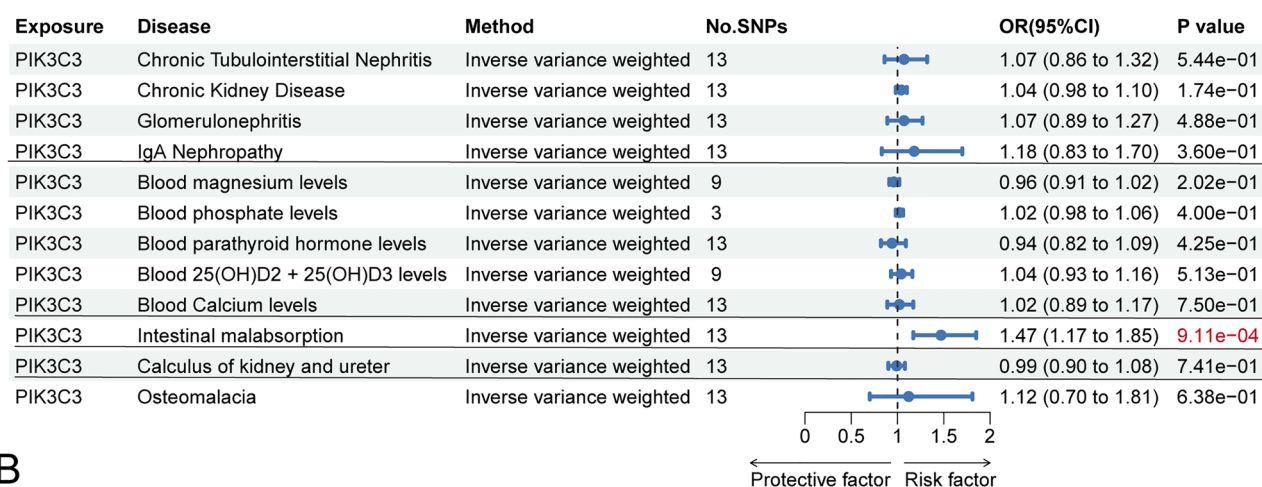 Exposure Disease Method No.SNPs OR(95%CI) P value
PIK3C3 Chronic Tubulointerstitial Nephritis Inverse variance weighted 13 1.07 (0.86 to 1.32) 5.44e−01
PIK3C3 Chronic Kidney Disease Inverse variance weighted 13 1.04 (0.98 to 1.10) 1.74e−01
PIK3C3 Glomerulonephritis Inverse variance weighted 13 1.07 (0.89 to 1.27) 4.88e−01
PIK3C3 IgA Nephropathy Inverse variance weighted 13 1.18 (0.83 to 1.70) 3.60e−01
PIK3C3 Blood magnesium levels Inverse variance weighted 9 0.96 (0.91 to 1.02) 2.02e−01
PIK3C3 Blood phosphate levels Inverse variance weighted 3 1.02 (0.98 to 1.06) 4.00e−01
PIK3C3 Blood parathyroid hormone levels Inverse variance weighted 13 0.94 (0.82 to 1.09) 4.25e−01
PIK3C3 Blood 25(OH)D2 + 25(OH)D3 levels Inverse variance weighted 9 1.04 (0.93 to 1.16) 5.13e−01
PIK3C3 Blood Calcium levels Inverse variance weighted 13 1.02 (0.89 to 1.17) 7.50e−01
PIK3C3 Intestinal malabsorption Inverse variance weighted 13 1.47 (1.17 to 1.85) 9.11e−04
PIK3C3 Calculus of kidney and ureter Inverse variance weighted 13 0.99 (0.90 to 1.08) 7.41e−01
PIK3C3 Osteomalacia Inverse variance weighted 13 1.12 (0.70 to 1.81) 6.38e−01
0 0.5 1 1.5 2
Protective factor Risk factor
B